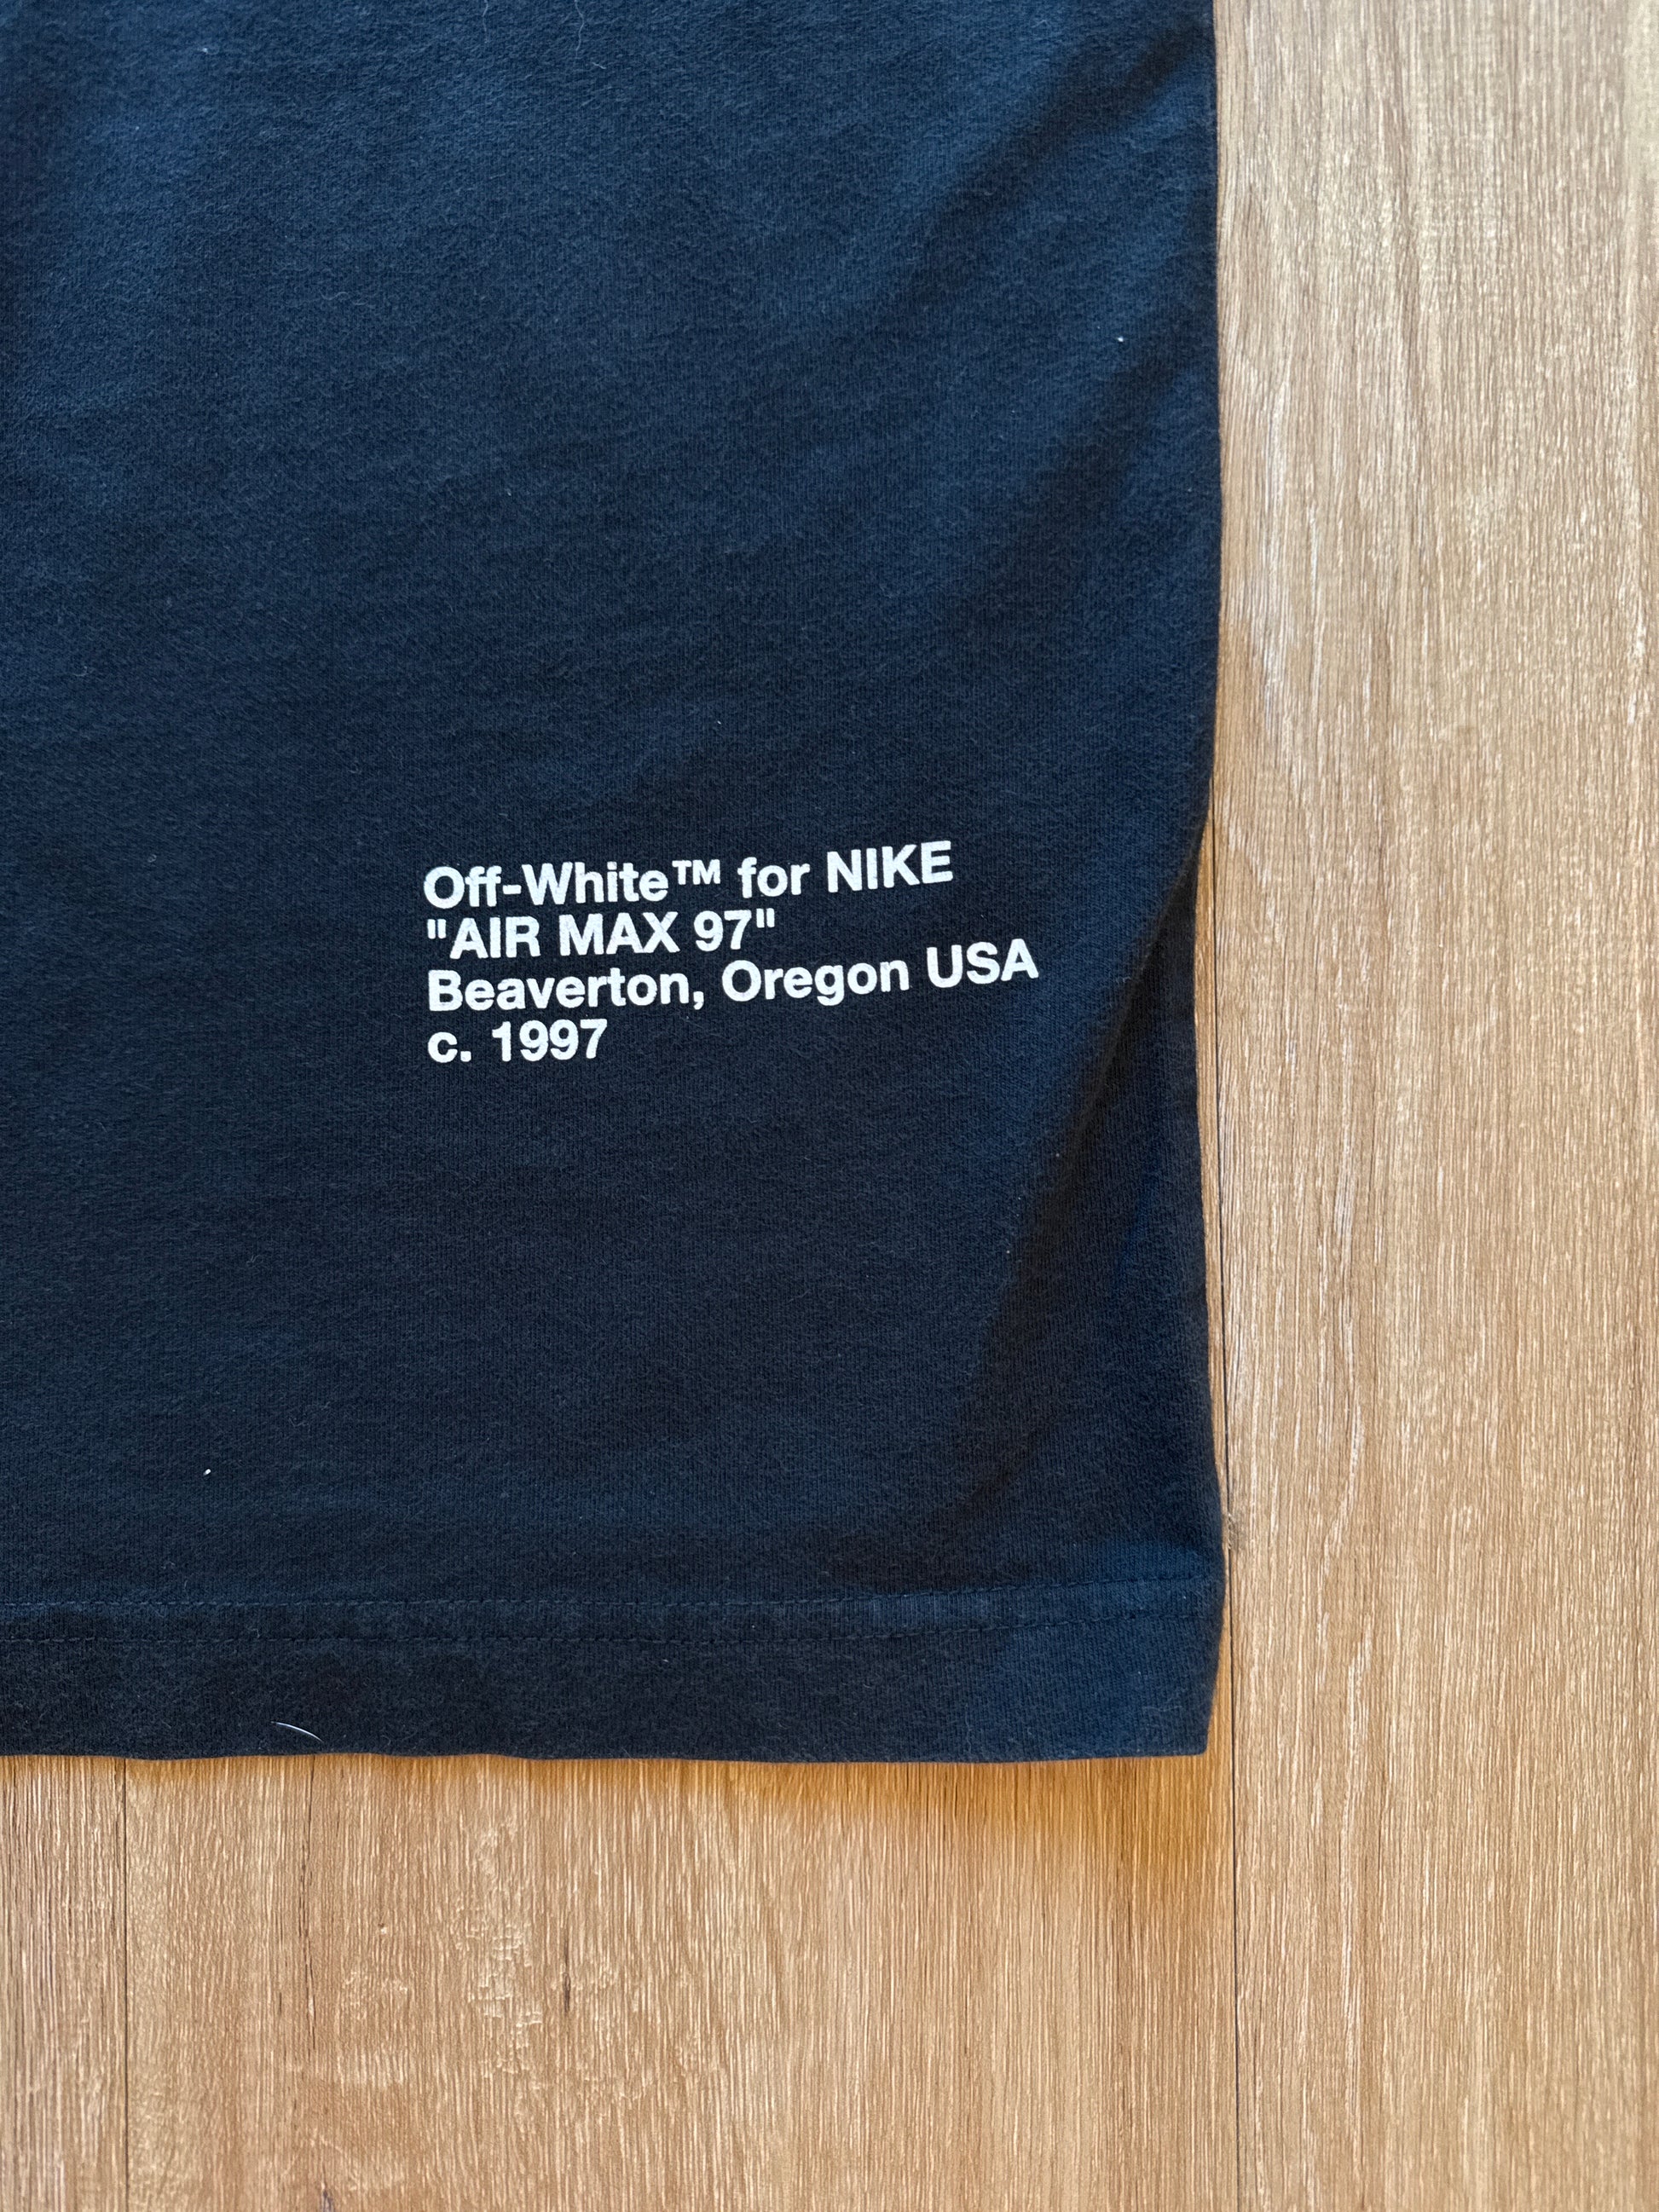 Off-White™ for NIKE
"AIR MAX 97"
Beaverton, Oregon USA
c. 1997